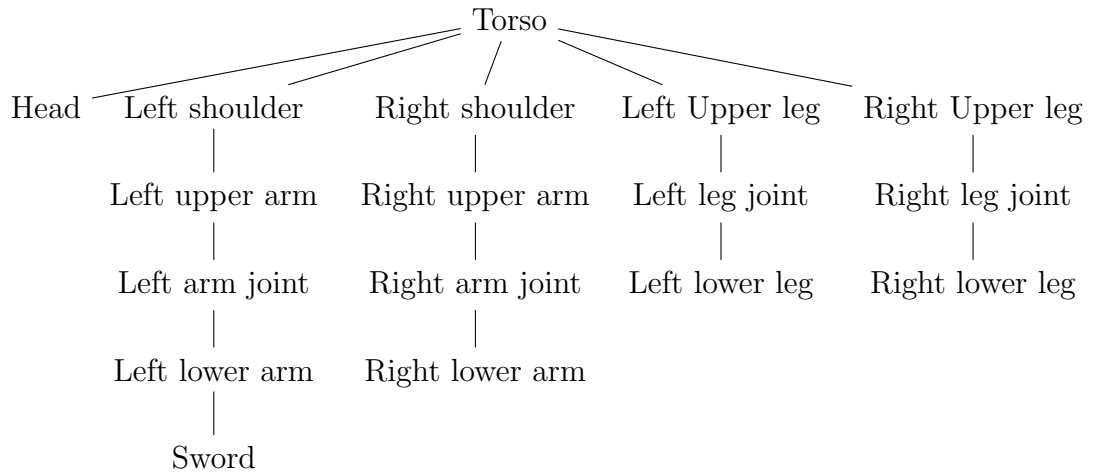 Torso
Head Left shoulder Right shoulder Left Upper leg Right Upper leg
Left upper arm Right upper arm Left leg joint Right leg joint
Left arm joint Right arm joint Left lower leg Right lower leg
Left lower arm Right lower arm
Sword